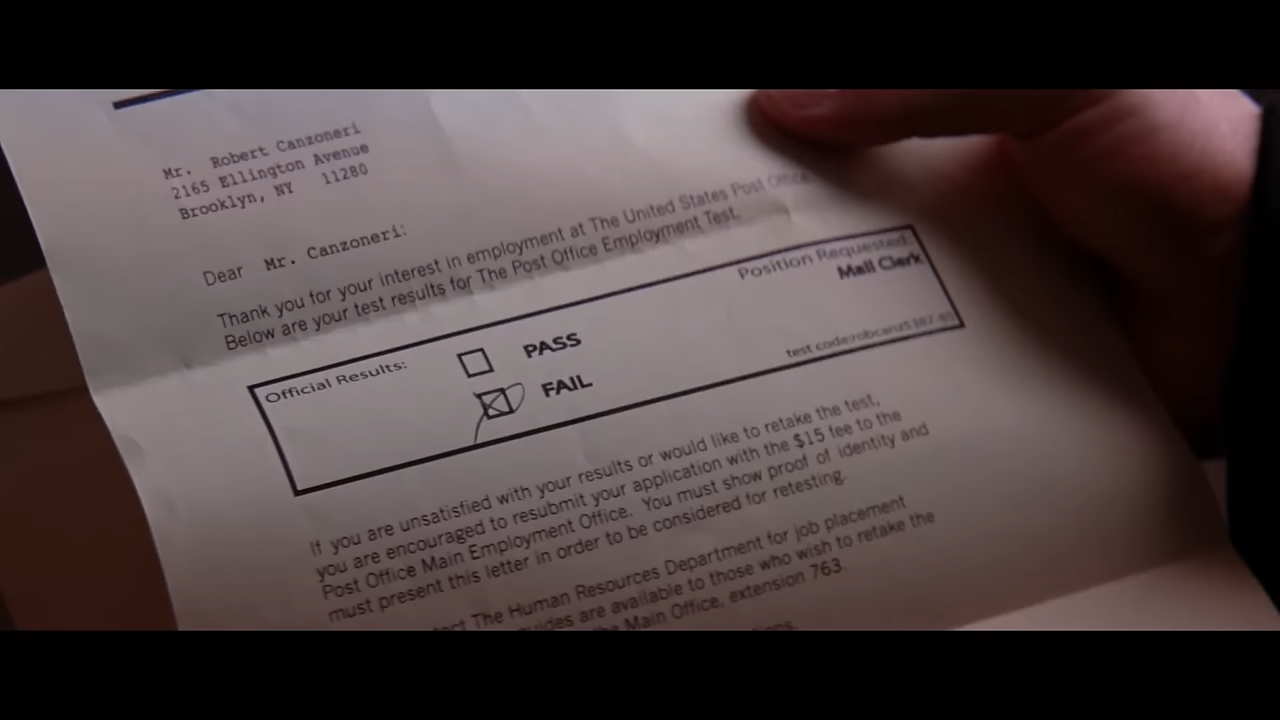 Mr. Robert Canzoneri
2165 Ellington Avenue
Brooklyn, NY 11280
Dear Mr. Canzoneri:
Thank you for your interest in employment at The United States Post Office
Below are your test results for The Post Office Employment Test.
Position Requested:
Mail Clerk
Official Results:
PASS
FAIL
test code:
If you are unsatisfied with your results or would like to retake the test,
you are encouraged to resubmit your application with the $15 fee to the
Post Office Main Employment Office. You must show proof of identity and
must present this letter in order to be considered for retesting.
The Human Resources Department for job placement
are available to those who wish to retake the
Main Office, extension 763.